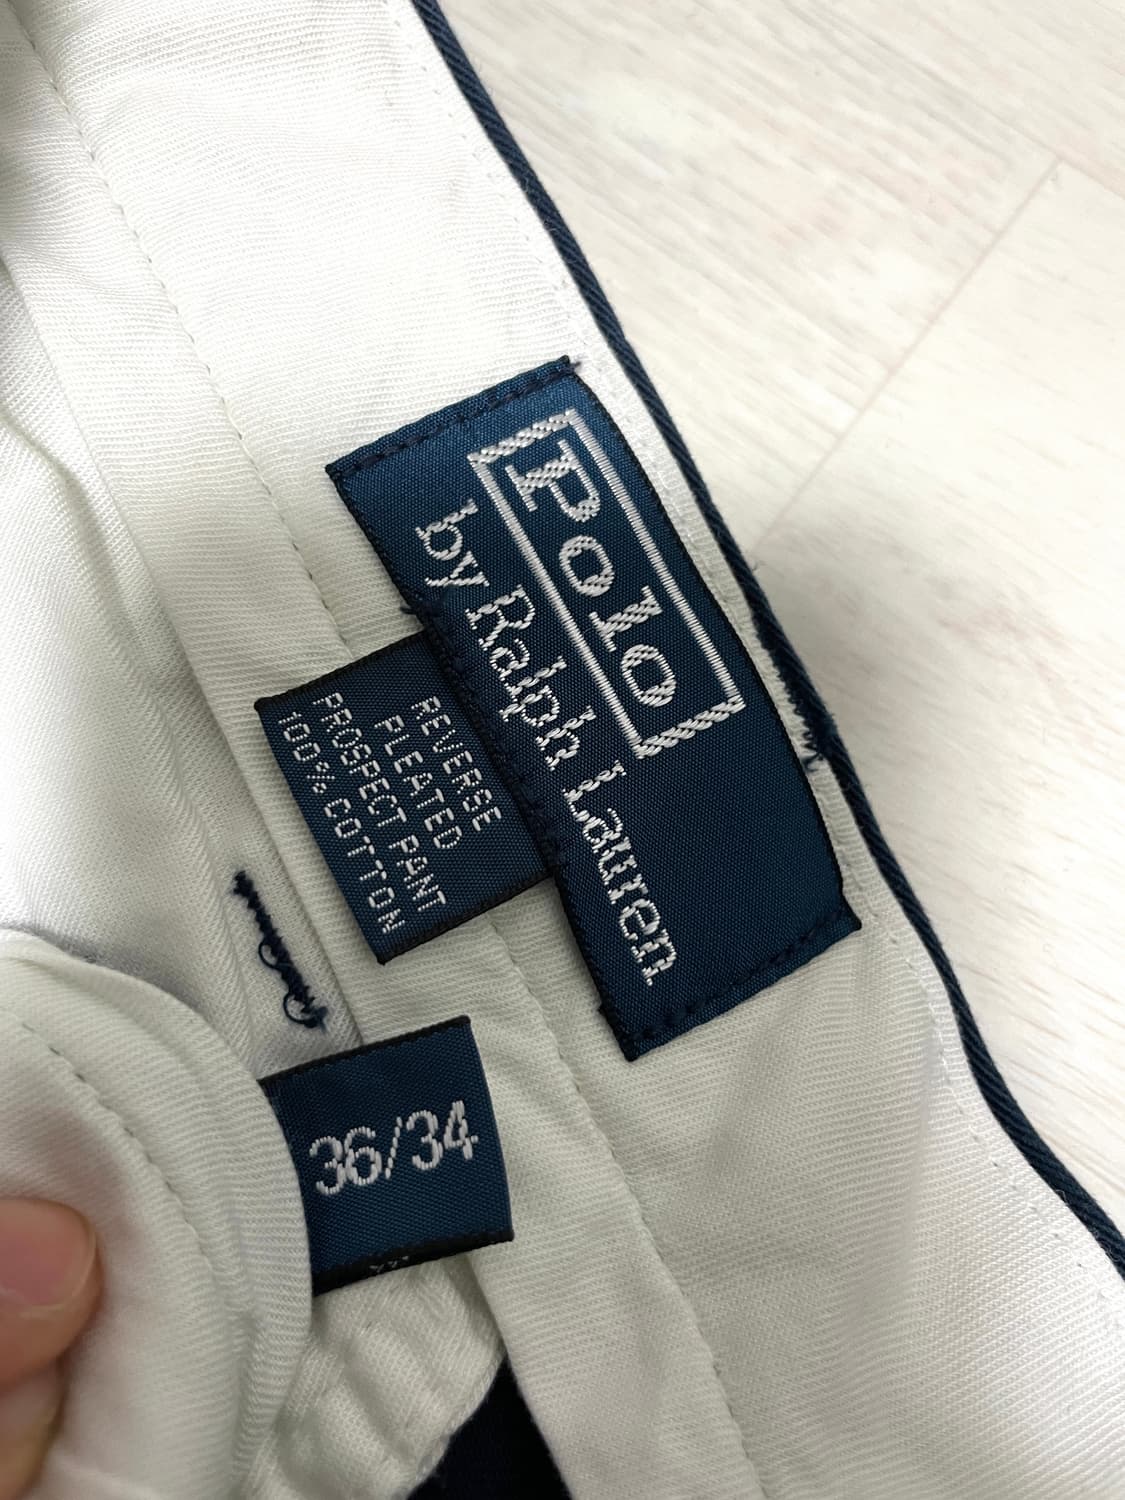 Polo
by Ralph Lauren
REVERSE
PLEATED
PROSPECT PANT
100% COTTON
36/34